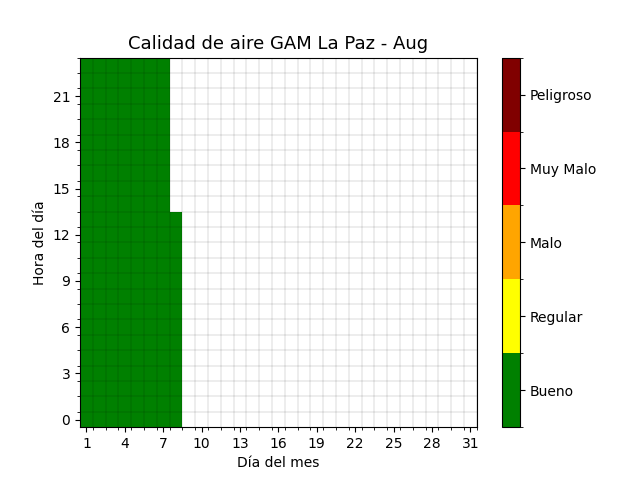 Calidad de aire GAM La Paz - Aug
Hora del día
21
18
15
12
9
6
3
0
1 4 7 10 13 16 19 22 25 28 31
Día del mes
Peligroso
Muy Malo
Malo
Regular
Bueno